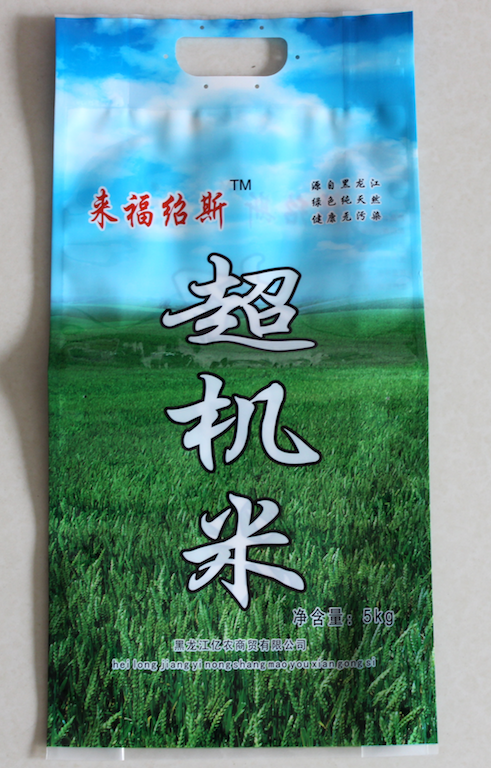 来福绍斯™
源自黑龙江
绿色纯天然
健康无污染
超机米
净含量：5kg
黑龙江亿农商贸有限公司
hei long jiang yi nong shang mao you xian gong si